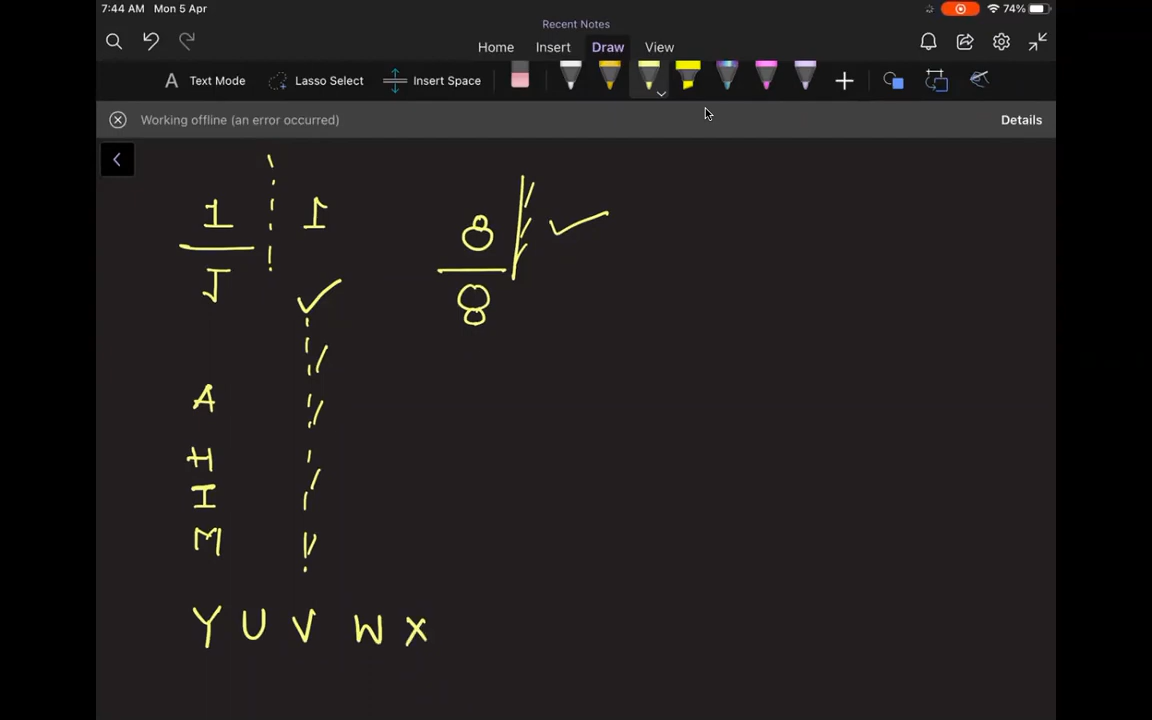 7:44 AM Mon 5 Apr
74%
Recent Notes
Home Insert Draw View
A Text Mode Lasso Select Insert Space
Working offline (an error occurred) Details
1 1 8
8
A
H
I
M
Y U V W X